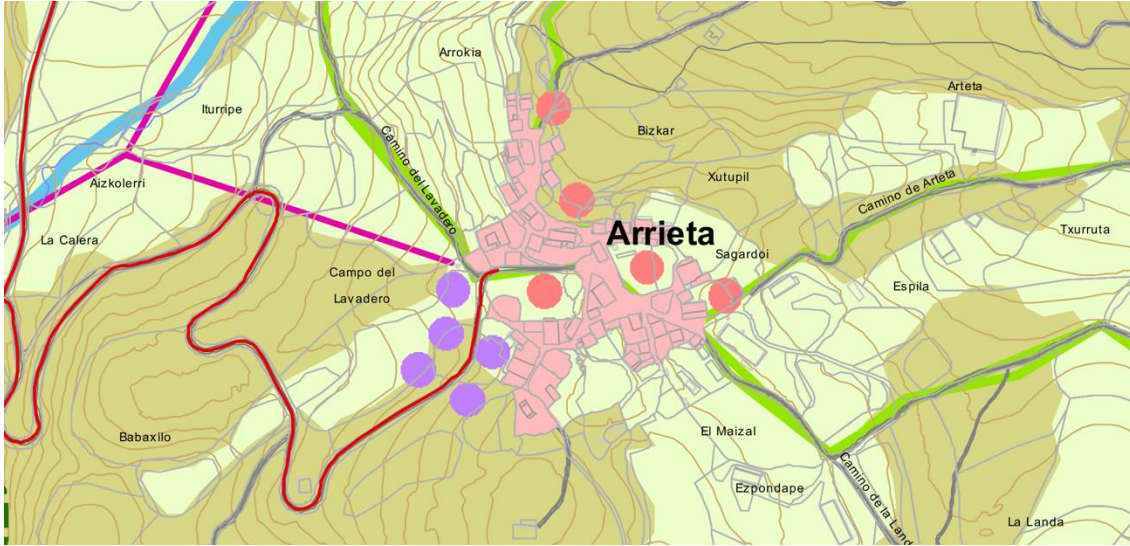 Arrokia
Arteta
Iturripe
Bizkar
Camino del Lavadero
Xutupil
Aizkolerri
Camino de Arteta
Arrieta
Txurruta
La Calera
Sagardoi
Campo del
Lavadero
Espila
El Maizal
Babaxilo
Camino de la Land
Ezpondape
La Landa